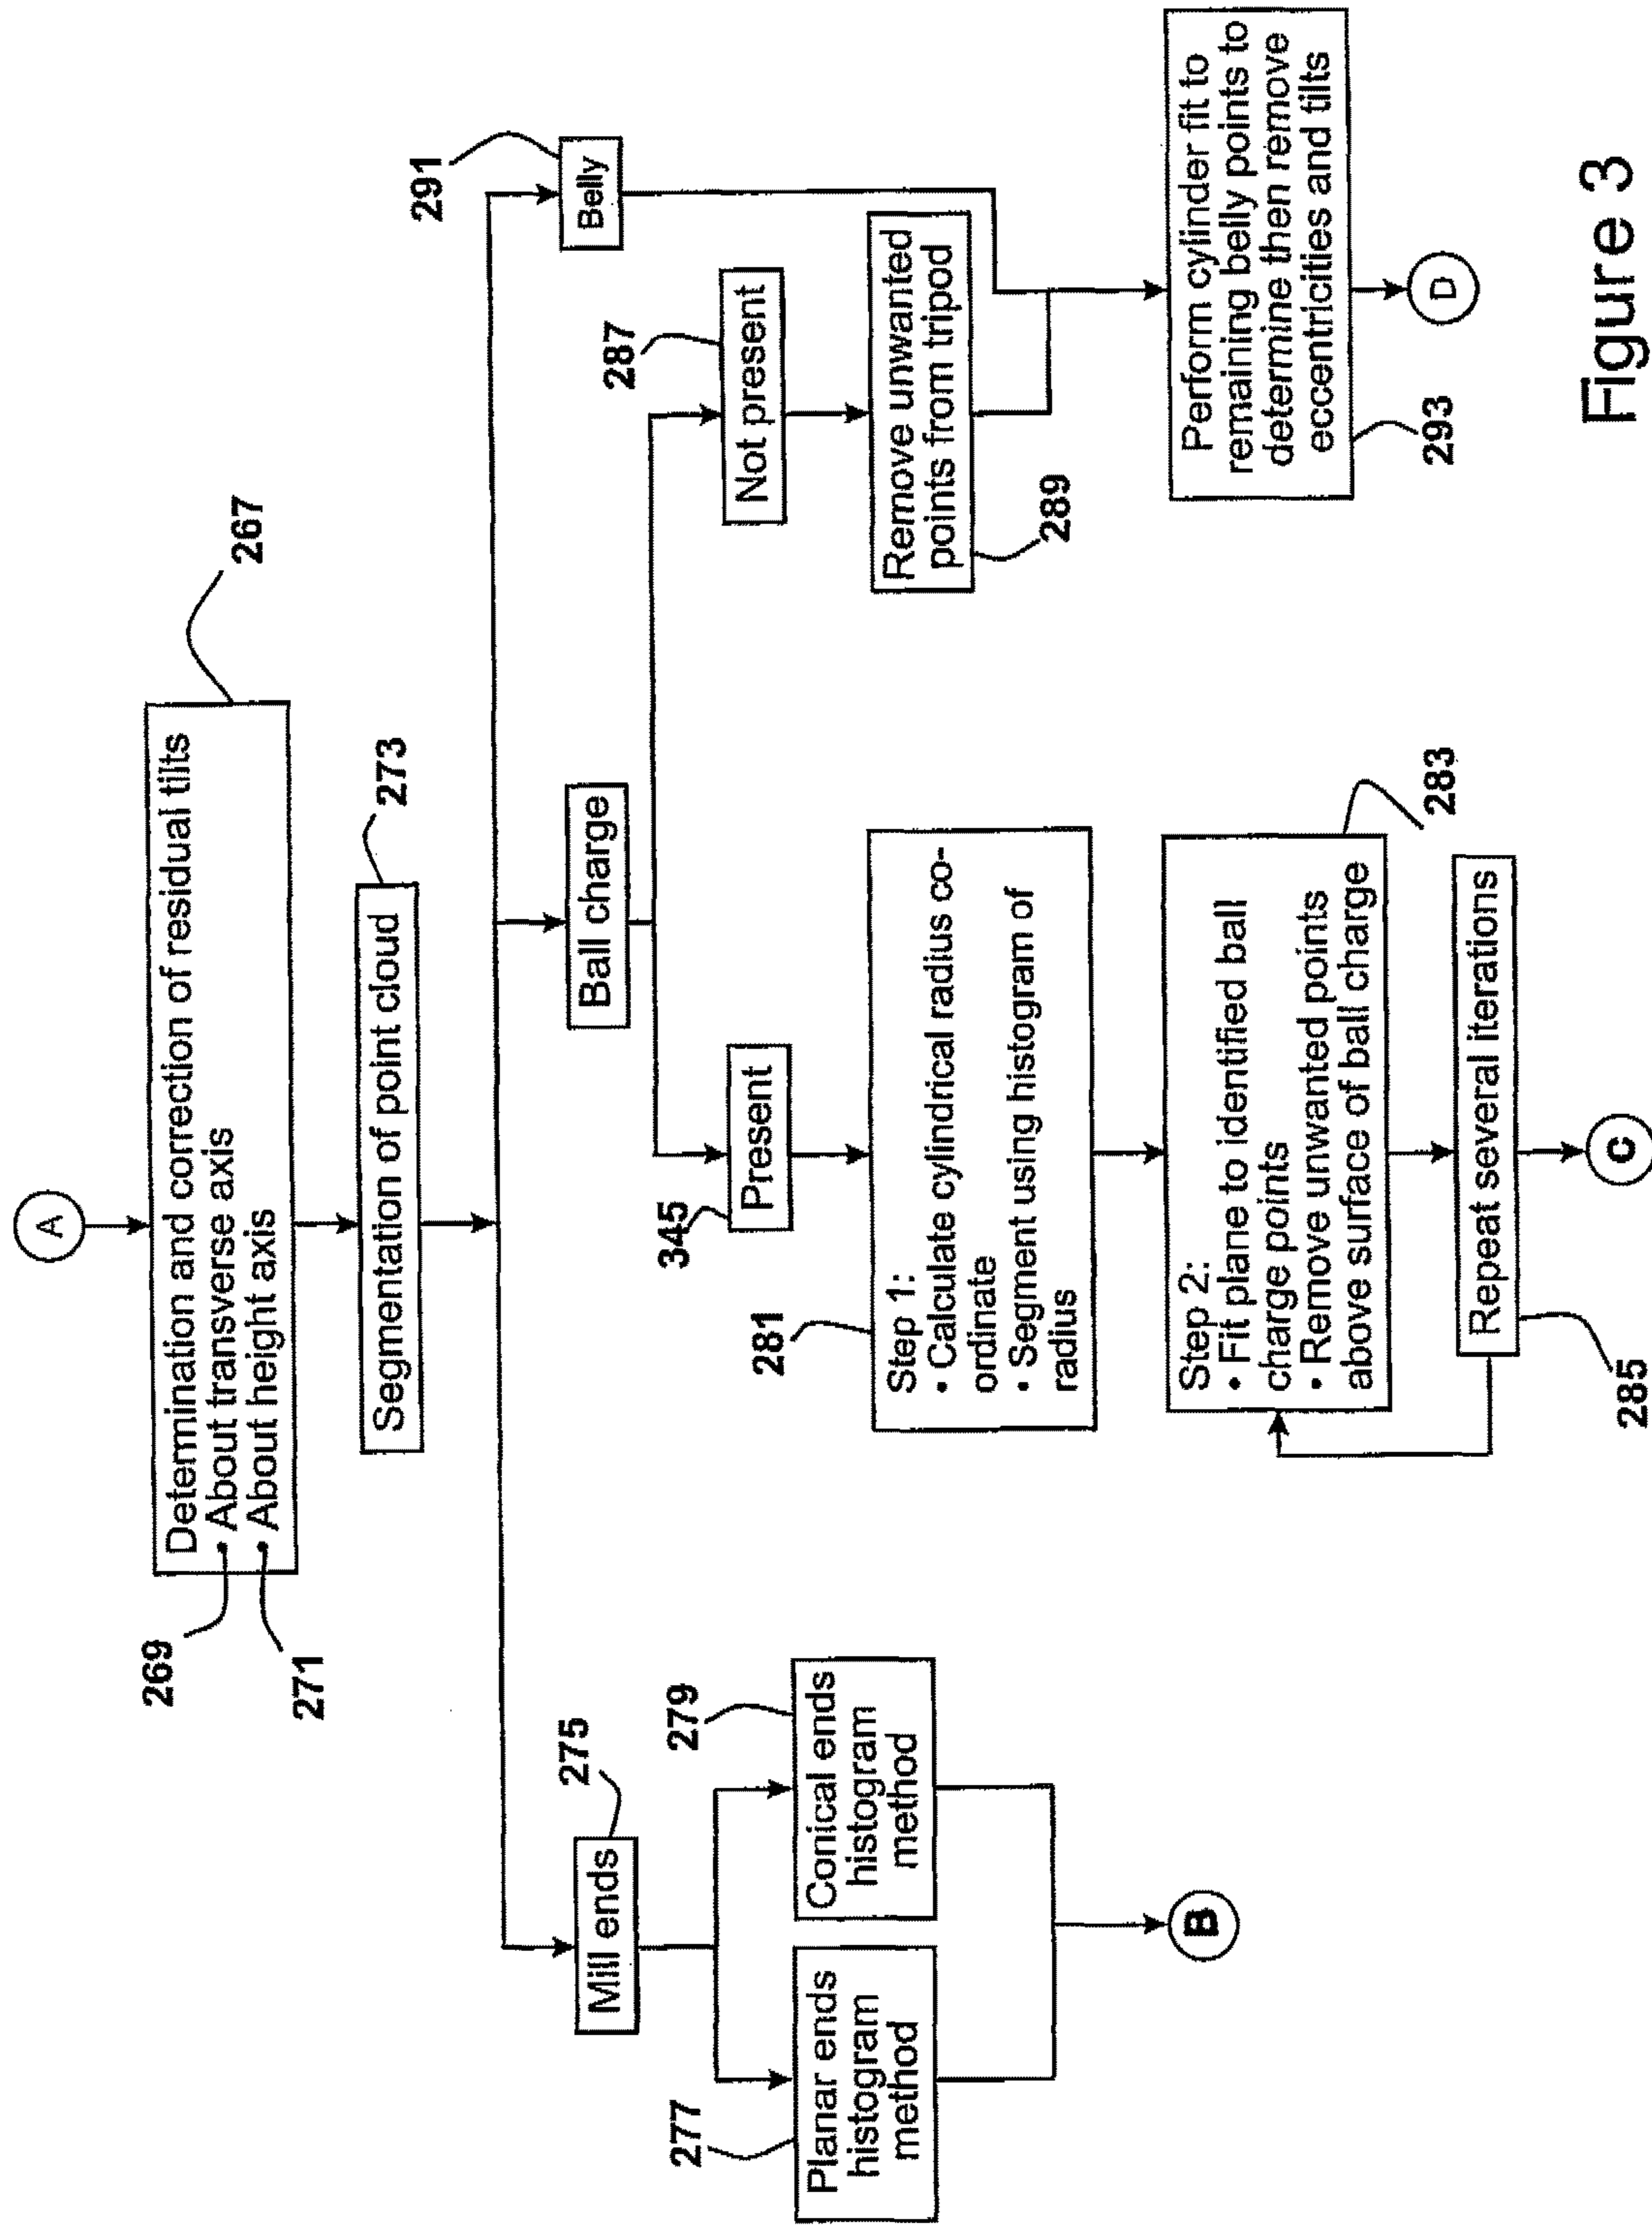 A
Determination and correction of residual tilts
• About transverse axis
• About height axis
267
269
271
Segmentation of point cloud
273
Mill ends
275
Planar ends
histogram
method
277
Conical ends
histogram
method
279
B
Ball charge
Present
345
Step 1:
• Calculate cylindrical radius co-
ordinate
• Segment using histogram of
radius
281
Step 2:
• Fit plane to identified ball
charge points
• Remove unwanted points
above surface of ball charge
283
Repeat several iterations
285
C
Not present
287
Remove unwanted
points from tripod
289
Belly
291
Perform cylinder fit to
remaining belly points to
determine then remove
eccentricities and tilts
293
D
Figure 3